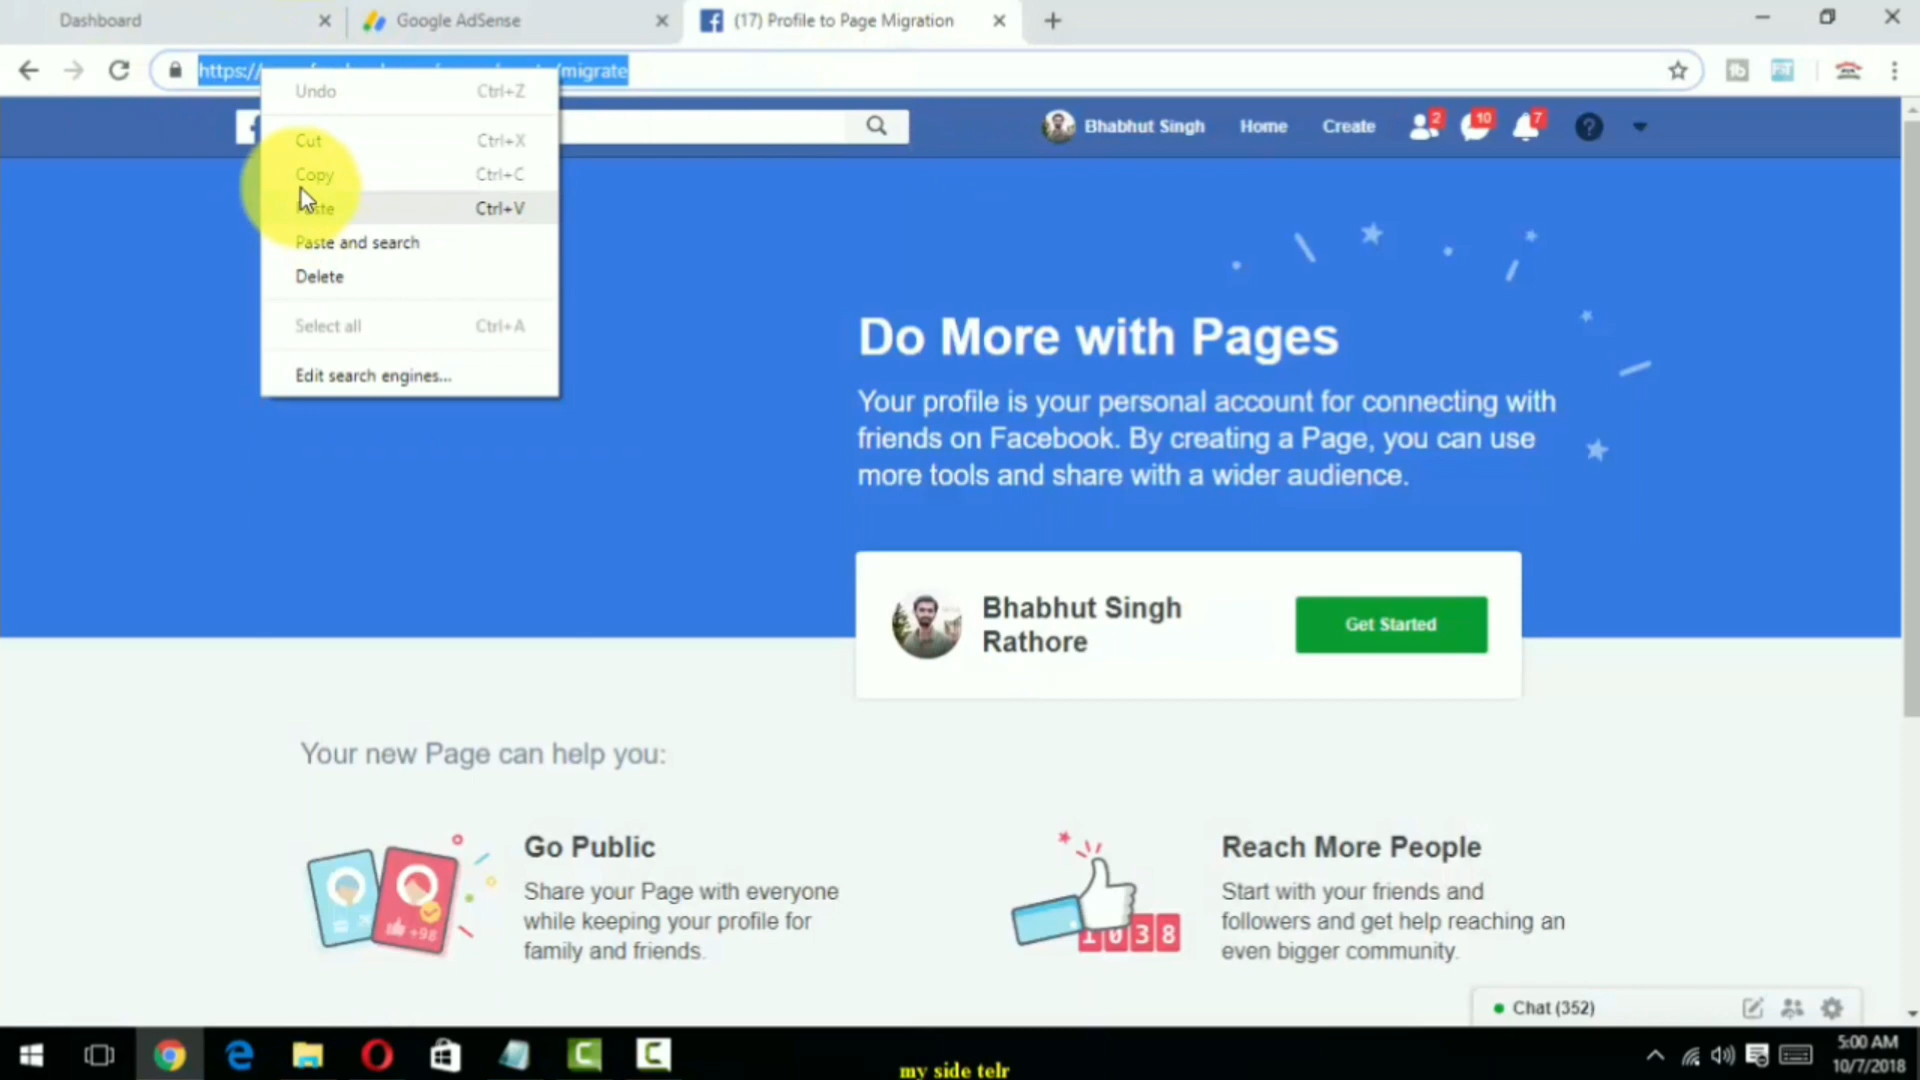 Dashboard
Google AdSense
(17) Profile to Page Migration
https://
/migrate
Undo Ctrl+Z
Cut Ctrl+X
Copy Ctrl+C
Paste Ctrl+V
Paste and search
Delete
Select all Ctrl+A
Edit search engines...
Bhabhut Singh Home Create 2 10 7
Do More with Pages
Your profile is your personal account for connecting with
friends on Facebook. By creating a Page, you can use
more tools and share with a wider audience.
Bhabhut Singh
Rathore
Get Started
Your new Page can help you:
Go Public
Share your Page with everyone
while keeping your profile for
family and friends.
+98
Reach More People
Start with your friends and
followers and get help reaching an
even bigger community.
1038
Chat (352)
5:00 AM
10/7/2018
my side telr